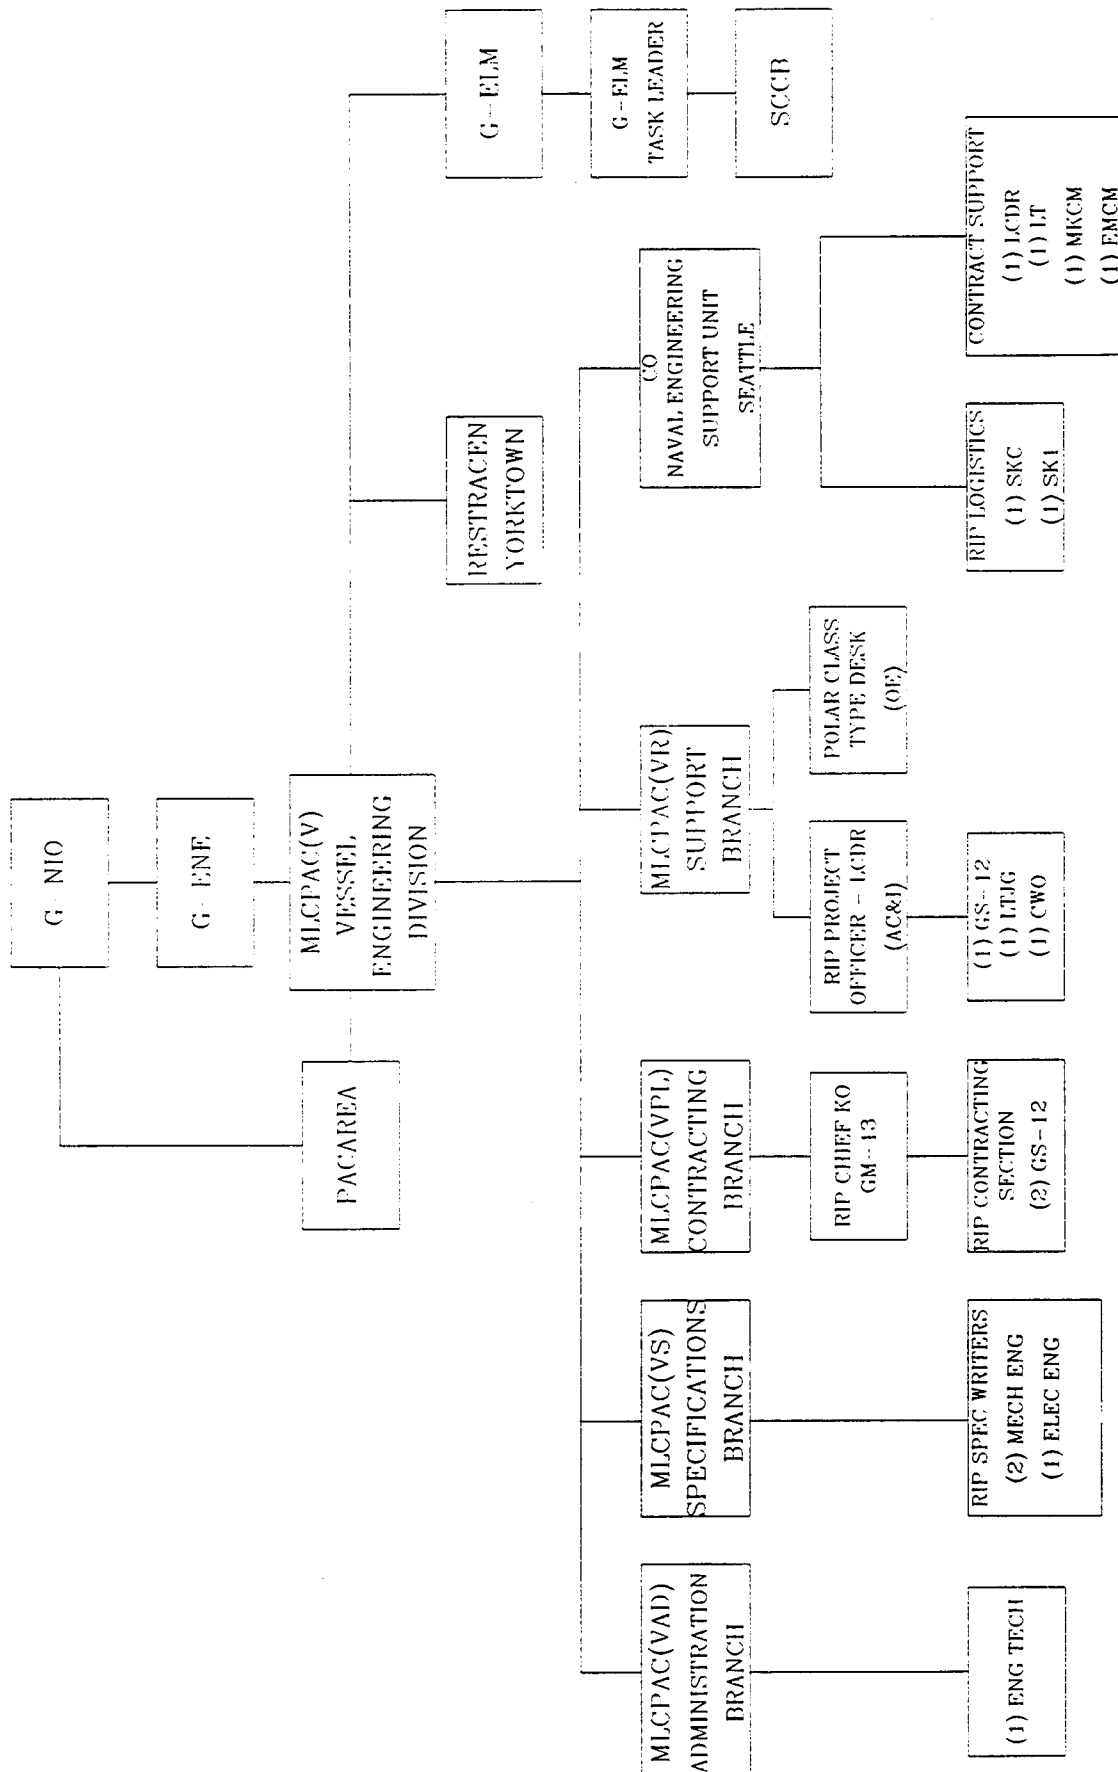 G-NIO
G-ENE
PACAREA
MLCPAC(V)
VESSEL
ENGINEERING
DIVISION
RESTRACEN
YORKTOWN
G-ELM
G-ELM
TASK LEADER
SCCB
MLCPAC(VAD)
ADMINISTRATION
BRANCH
MLCPAC(VS)
SPECIFICATIONS
BRANCH
MLCPAC(VPL)
CONTRACTING
BRANCH
MLCPAC(VR)
SUPPORT
BRANCH
CO
NAVAL ENGINEERING
SUPPORT UNIT
SEATTLE
RIP CHIEF KO
GM-13
RIP PROJECT
OFFICER - LCDR
(AC&I)
POLAR CLASS
TYPE DESK
(OE)
(1) ENG TECH
RIP SPEC WRITERS
(2) MECH ENG
(1) ELEC ENG
RIP CONTRACTING
SECTION
(2) GS-12
(1) GS-12
(1) LTJG
(1) CWO
RIP LOGISTICS
(1) SKC
(1) SK1
CONTRACT SUPPORT
(1) LCDR
(1) LT
(1) MKCM
(1) EMCM